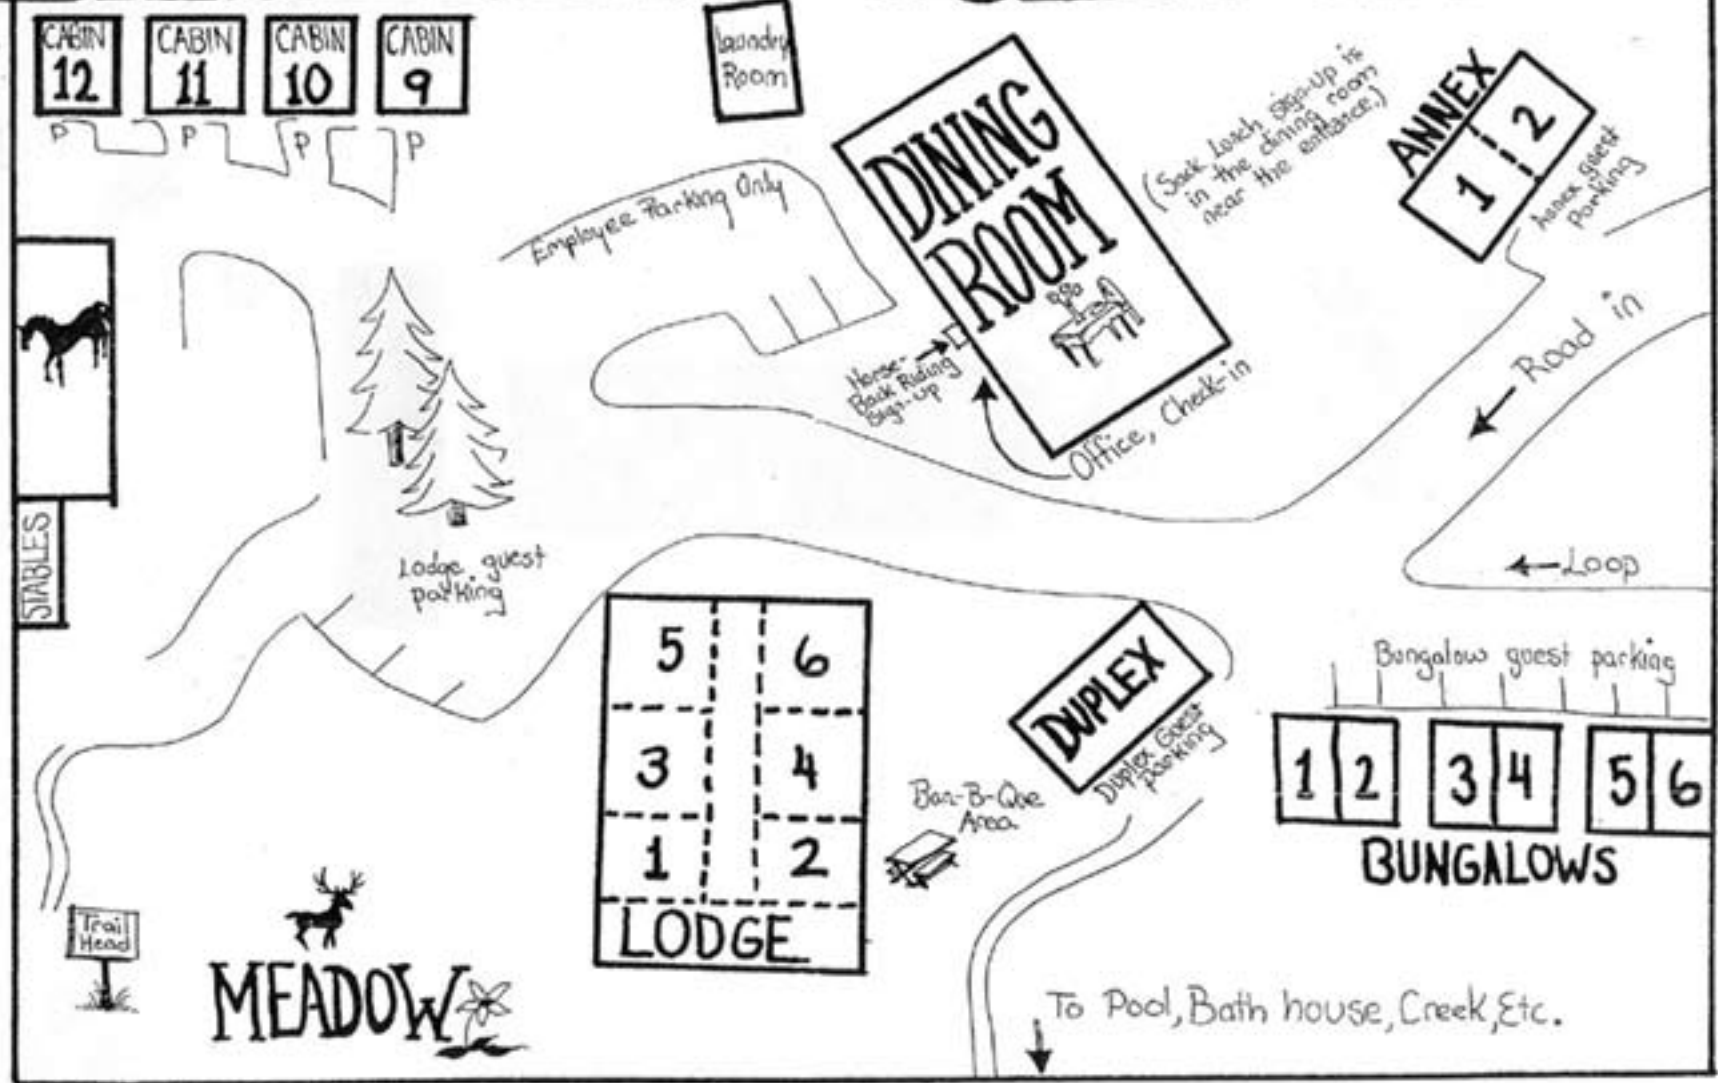 CABIN
12
CABIN
11
CABIN
10
CABIN
9
P
P
P
P
Laundry
Room
DINING
ROOM
(Sack Lunch sign-up is
in the dining room
near the entrance.)
ANNEX
1
2
Annex guest
Parking
Employee Parking Only
Horse-
Back Riding
Sign-up
Office, Check-in
Road in
Loop
STABLES
Lodge guest
parking
5
6
3
4
1
2
LODGE
DUPLEX
Duplex Guest
parking
Bar-B-Que
Area
Bungalow guest parking
1
2
3
4
5
6
BUNGALOWS
Trail
Head
MEADOW
To Pool, Bath house, Creek, Etc.